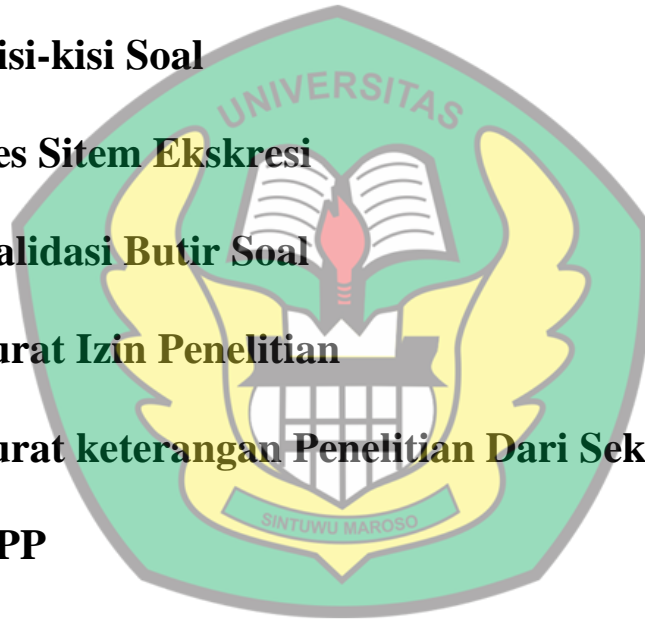 isi-kisi Soal
UNIVERSITAS
es Sitem Ekskresi
alidasi Butir Soal
urat Izin Penelitian
urat keterangan Penelitian Dari Sek
SINTUWU MAROSO
PP